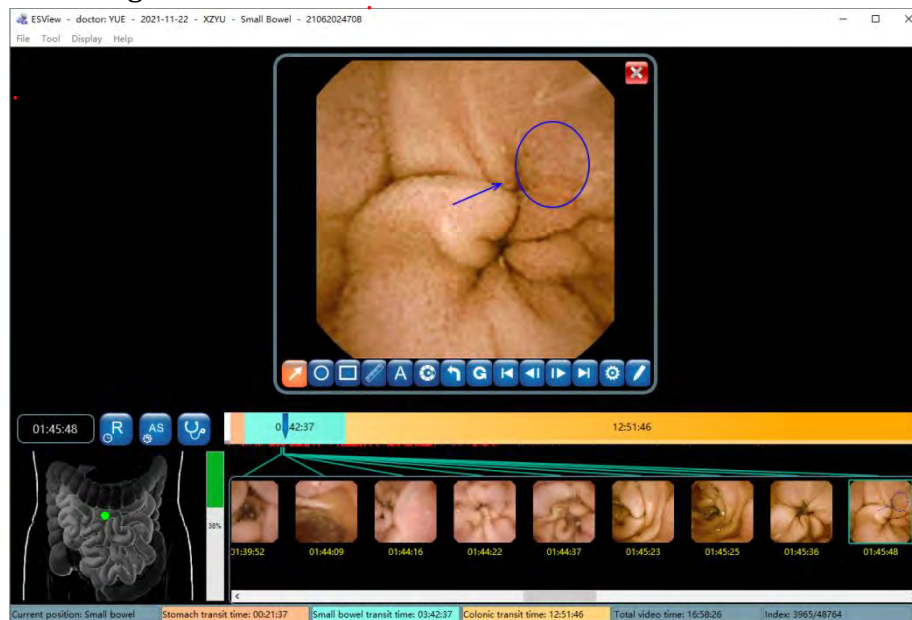 ESView - doctor: YUE - 2021-11-22 - XZYU - Small Bowel - 21062024708
File Tool Display Help
A
01:45:48 R AS
42:37 12:51:46
38%
01:39:52 01:44:09 01:44:16 01:44:22 01:44:37 01:45:23 01:45:25 01:45:36 01:45:48
Current position: Small bowel Stomach transit time: 00:21:37 Small bowel transit time: 03:42:37 Colonic transit time: 12:51:46 Total video time: 16:58:26 Index: 3965/48764